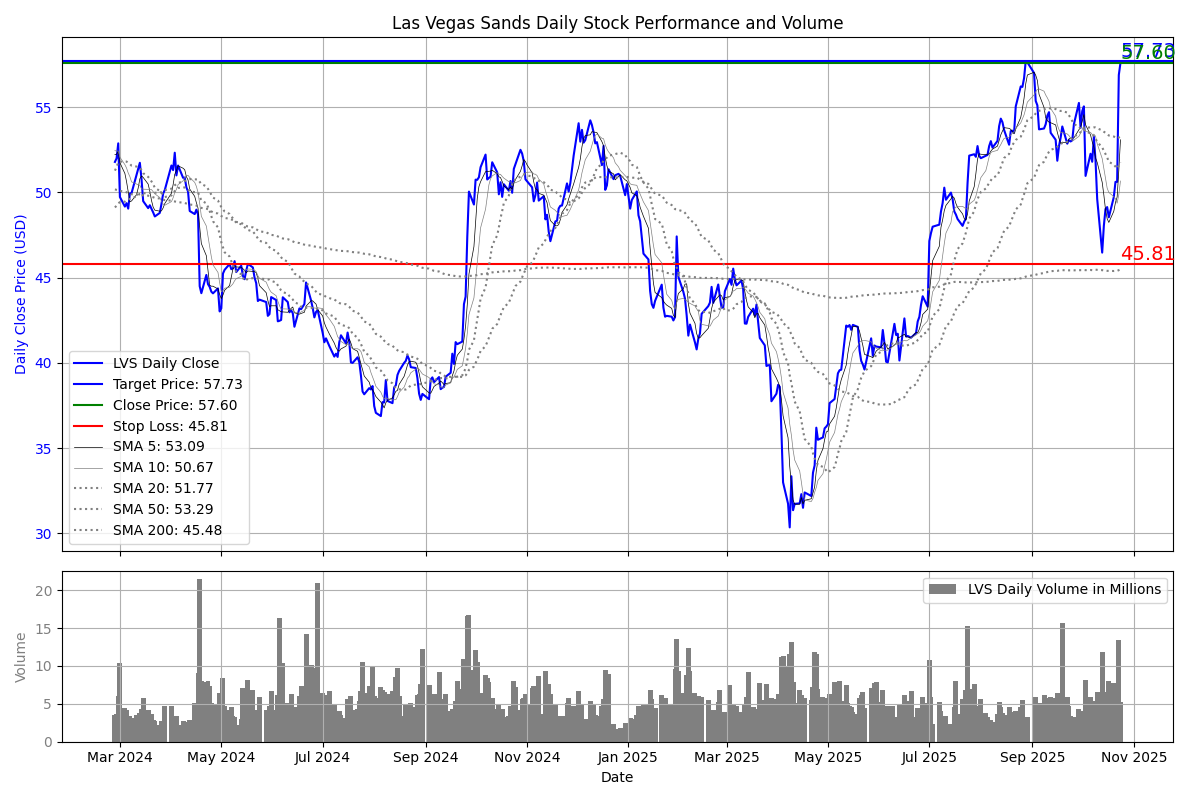 Las Vegas Sands Daily Stock Performance and Volume
57.73
57.60
45.81
Daily Close Price (USD)
55
50
45
40
35
30
LVS Daily Close
Target Price: 57.73
Close Price: 57.60
Stop Loss: 45.81
SMA 5: 53.09
SMA 10: 50.67
SMA 20: 51.77
SMA 50: 53.29
SMA 200: 45.48
Volume
20
15
10
5
0
LVS Daily Volume in Millions
Mar 2024 May 2024 Jul 2024 Sep 2024 Nov 2024 Jan 2025 Mar 2025 May 2025 Jul 2025 Sep 2025 Nov 2025
Date